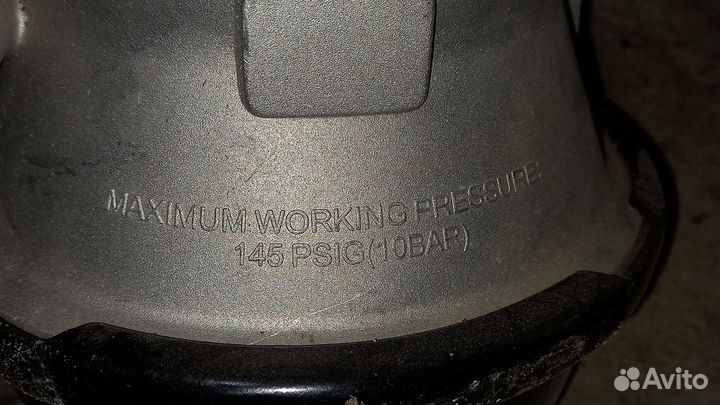 MAXIMUM WORKING PRESSURE
145 PSIG(10BAR)
Avito